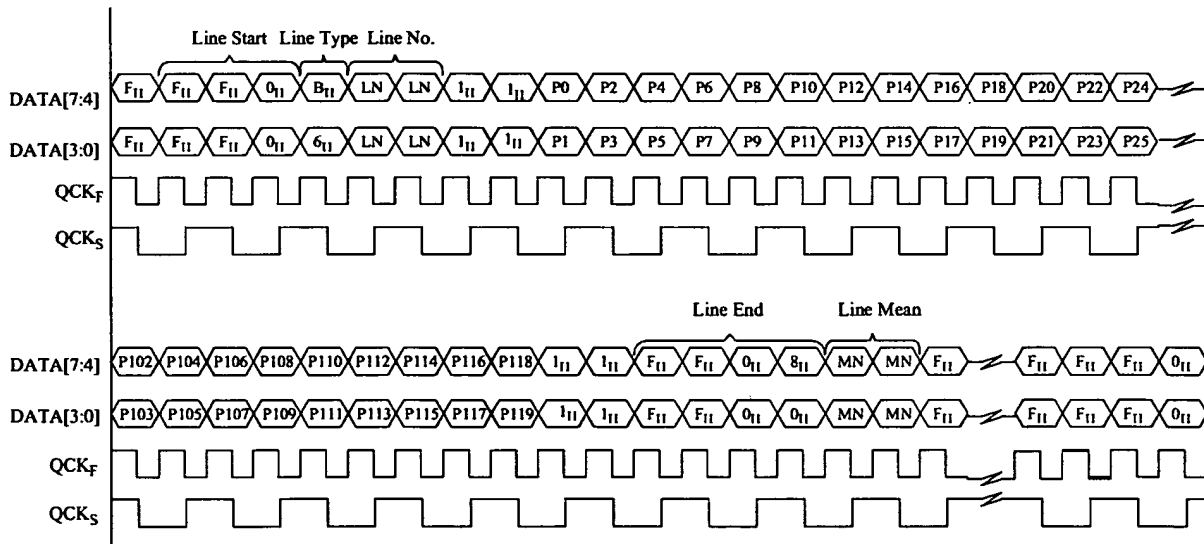 Line Start Line Type Line No.
DATA[7:4] FH FH FH 0H BH LN LN 1H 1H P0 P2 P4 P6 P8 P10 P12 P14 P16 P18 P20 P22 P24
DATA[3:0] FH FH FH 0H 6H LN LN 1H 1H P1 P3 P5 P7 P9 P11 P13 P15 P17 P19 P21 P23 P25
QCKF
QCKS
Line End Line Mean
DATA[7:4] P102 P104 P106 P108 P110 P112 P114 P116 P118 1H 1H FH FH 0H 8H MN MN FH FH FH FH 0H
DATA[3:0] P103 P105 P107 P109 P111 P113 P115 P117 P119 1H 1H FH FH 0H 0H MN MN FH FH FH FH 0H
QCKF
QCKS